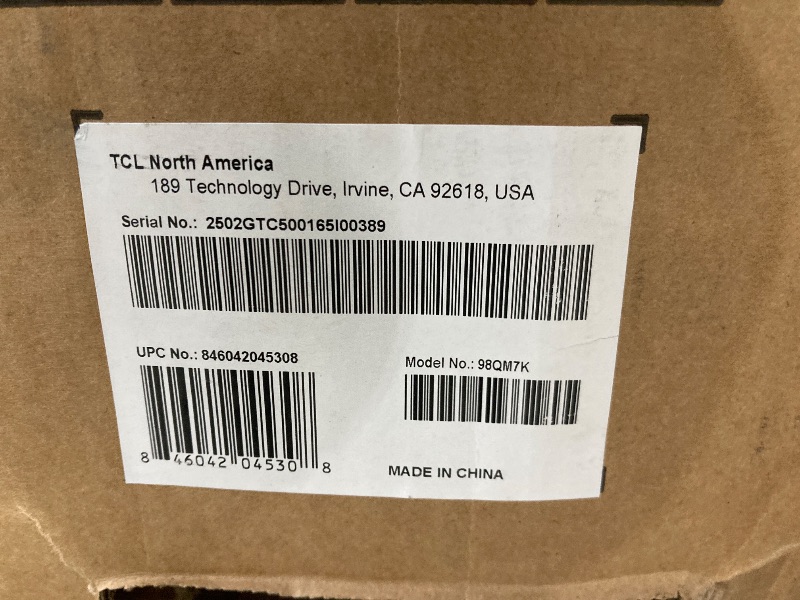 TCL North America
189 Technology Drive, Irvine, CA 92618, USA
Serial No.: 2502GTC500165I00389
UPC No.: 846042045308
Model No.: 98QM7K
8 46042 04530 8
MADE IN CHINA